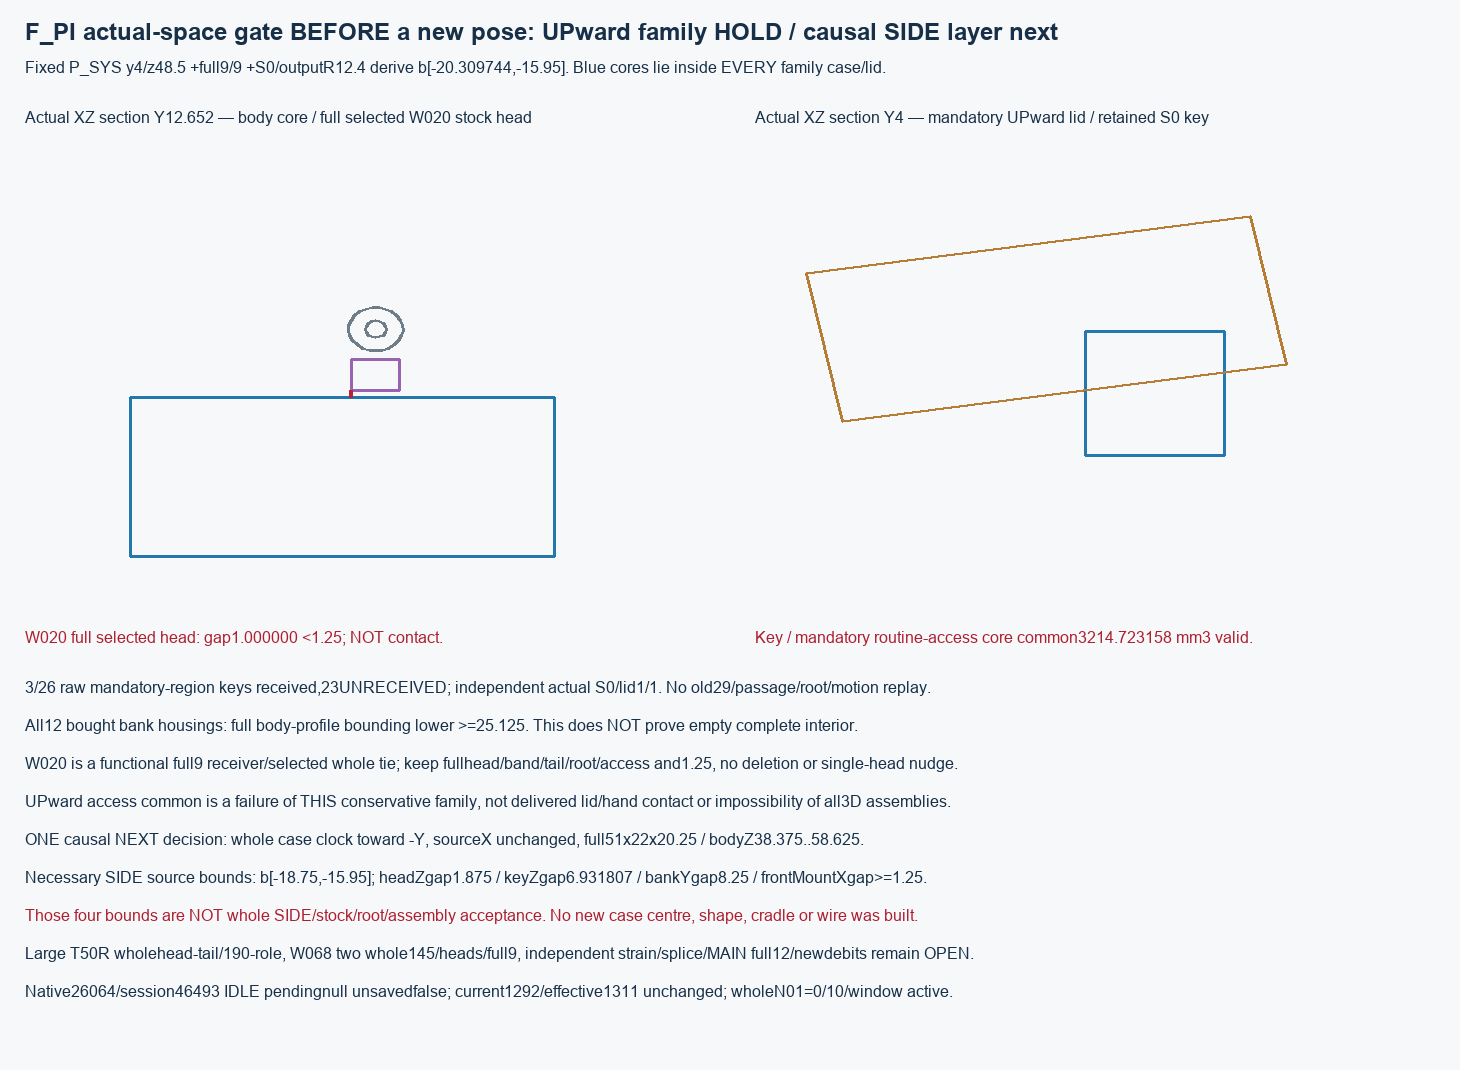 F_PI actual-space gate BEFORE a new pose: UPward family HOLD / causal SIDE layer next
Fixed P_SYS y4/z48.5 +full9/9 +S0/outputR12.4 derive b[-20.309744,-15.95]. Blue cores lie inside EVERY family case/lid.
Actual XZ section Y12.652 — body core / full selected W020 stock head
Actual XZ section Y4 — mandatory UPward lid / retained S0 key
W020 full selected head: gap1.000000 <1.25; NOT contact.
Key / mandatory routine-access core common3214.723158 mm3 valid.
3/26 raw mandatory-region keys received,23UNRECEIVED; independent actual S0/lid1/1. No old29/passage/root/motion replay.
All12 bought bank housings: full body-profile bounding lower >=25.125. This does NOT prove empty complete interior.
W020 is a functional full9 receiver/selected whole tie; keep fullhead/band/tail/root/access and1.25, no deletion or single-head nudge.
UPward access common is a failure of THIS conservative family, not delivered lid/hand contact or impossibility of all3D assemblies.
ONE causal NEXT decision: whole case clock toward -Y, sourceX unchanged, full51x22x20.25 / bodyZ38.375..58.625.
Necessary SIDE source bounds: b[-18.75,-15.95]; headZgap1.875 / keyZgap6.931807 / bankYgap8.25 / frontMountXgap>=1.25.
Those four bounds are NOT whole SIDE/stock/root/assembly acceptance. No new case centre, shape, cradle or wire was built.
Large T50R wholehead-tail/190-role, W068 two whole145/heads/full9, independent strain/splice/MAIN full12/newdebits remain OPEN.
Native26064/session46493 IDLE pendingnull unsavedfalse; current1292/effective1311 unchanged; wholeN01=0/10/window active.